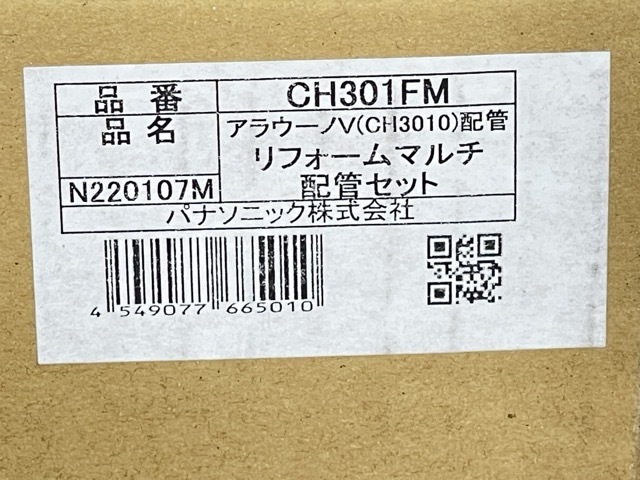 品番 CH301FM
品名 アラウーノV(CH3010)配管
リフォームマルチ
N220107M 配管セット
パナソニック株式会社
4 549077 665010